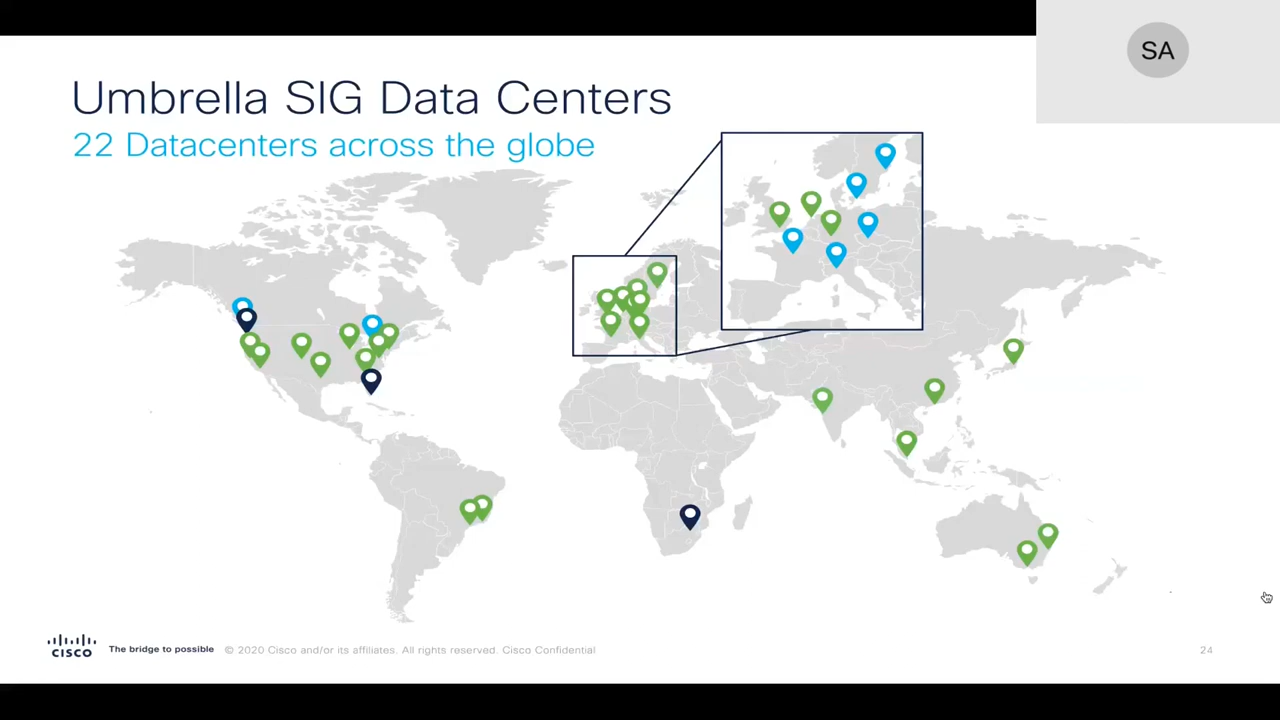 SA
Umbrella SIG Data Centers
22 Datacenters across the globe
CISCO
The bridge to possible
© 2020 Cisco and/or its affiliates. All rights reserved. Cisco Confidential
24